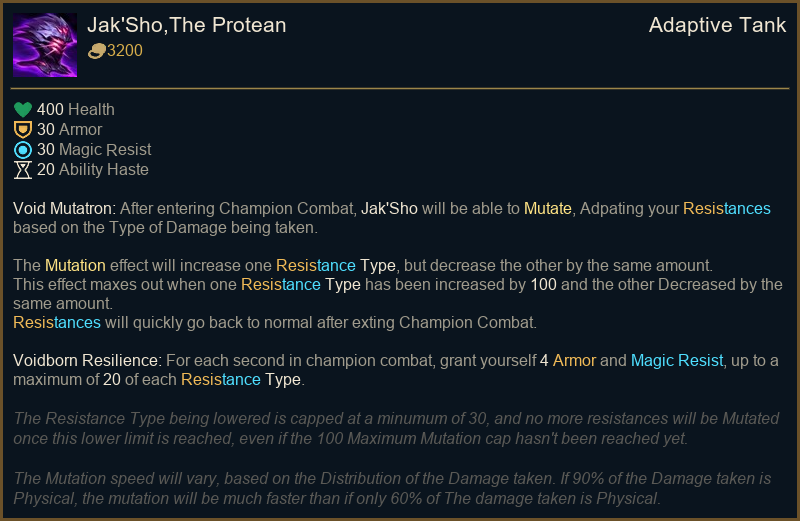 Jak'Sho,The Protean
Adaptive Tank
3200
400 Health
30 Armor
30 Magic Resist
20 Ability Haste
Void Mutatron: After entering Champion Combat, Jak'Sho will be able to Mutate, Adpating your Resistances
based on the Type of Damage being taken.
The Mutation effect will increase one Resistance Type, but decrease the other by the same amount.
This effect maxes out when one Resistance Type has been increased by 100 and the other Decreased by the
same amount.
Resistances will quickly go back to normal after exting Champion Combat.
Voidborn Resilience: For each second in champion combat, grant yourself 4 Armor and Magic Resist, up to a
maximum of 20 of each Resistance Type.
The Resistance Type being lowered is capped at a minumum of 30, and no more resistances will be Mutated
once this lower limit is reached, even if the 100 Maximum Mutation cap hasn't been reached yet.
The Mutation speed will vary, based on the Distribution of the Damage taken. If 90% of the Damage taken is
Physical, the mutation will be much faster than if only 60% of The damage taken is Physical.